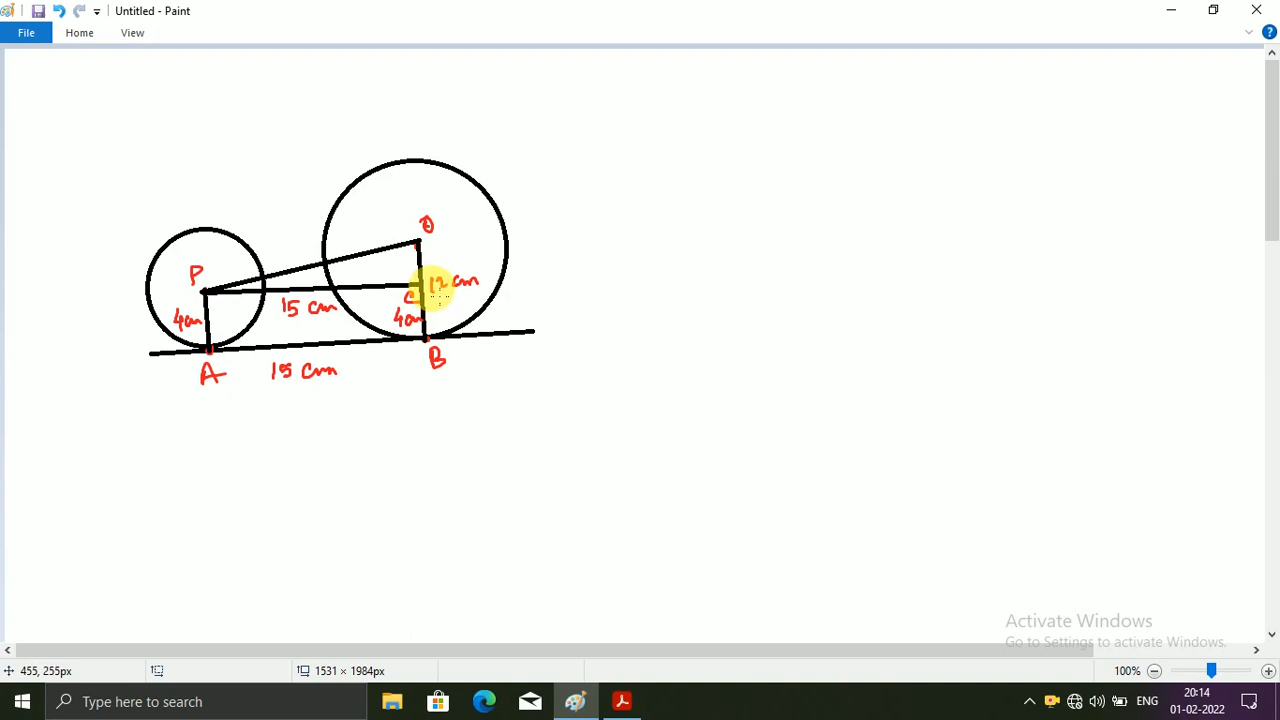 Untitled - Paint
File Home View
O
P
12 cm
C
15 cm
4cm
4cm
B
A
15 cm
Activate Windows
Go to Settings to activate Windows.
455, 255px
1531 × 1984px
100%
Type here to search
ENG
20:14
01-02-2022